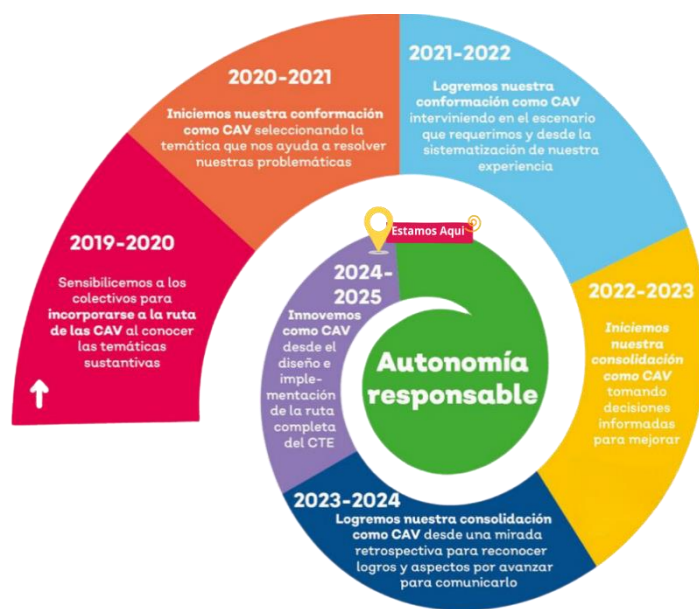 2019-2020
Sensibilicemos a los
colectivos para
incorporarse a la ruta
de las CAV al conocer
las temáticas
sustantivas
2020-2021
Iniciemos nuestra conformación
como CAV seleccionando la
temática que nos ayuda a resolver
nuestras problemáticas
2021-2022
Logremos nuestra
conformación como CAV
interviniendo en el escenario
que requerimos y desde la
sistematización de nuestra
experiencia
2022-2023
Iniciemos
nuestra
consolidación
como CAV
tomando
decisiones
informadas
para mejorar
2023-2024
Logremos nuestra consolidación
como CAV desde una mirada
retrospectiva para reconocer
logros y aspectos por avanzar
para comunicarlo
2024-
2025
Innovemos
como CAV
desde el
diseño e
imple-
mentación
de la ruta
completa
del CTE
Estamos Aqui
Autonomía
responsable